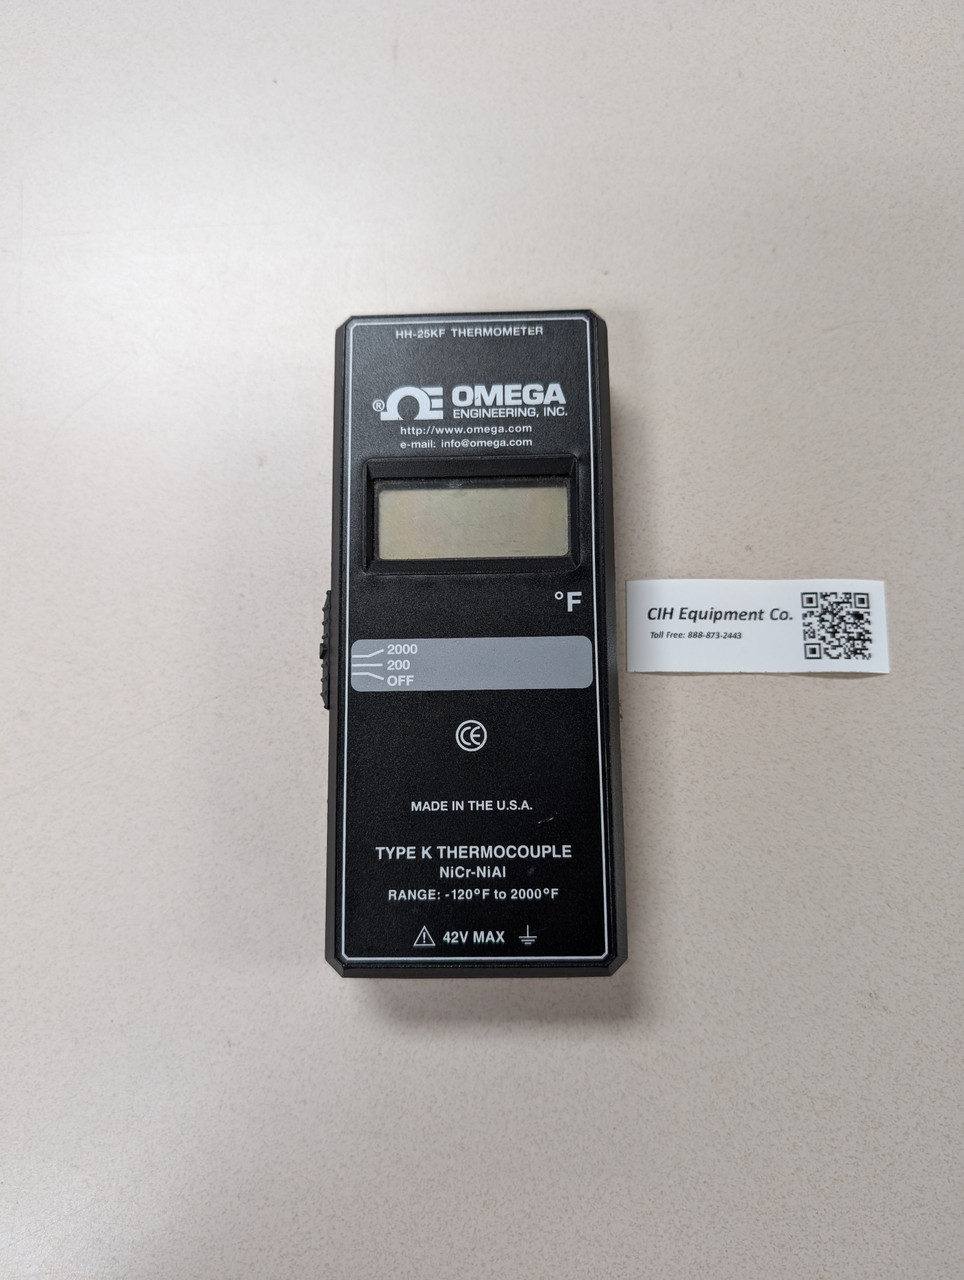 HH-25KF THERMOMETER
® OMEGA
ENGINEERING, INC.
http://www.omega.com
e-mail: info@omega.com
°F
2000
200
OFF
CE
MADE IN THE U.S.A.
TYPE K THERMOCOUPLE
NiCr-NiAl
RANGE: -120°F to 2000°F
42V MAX
CIH Equipment Co.
Toll Free: 888-873-2443